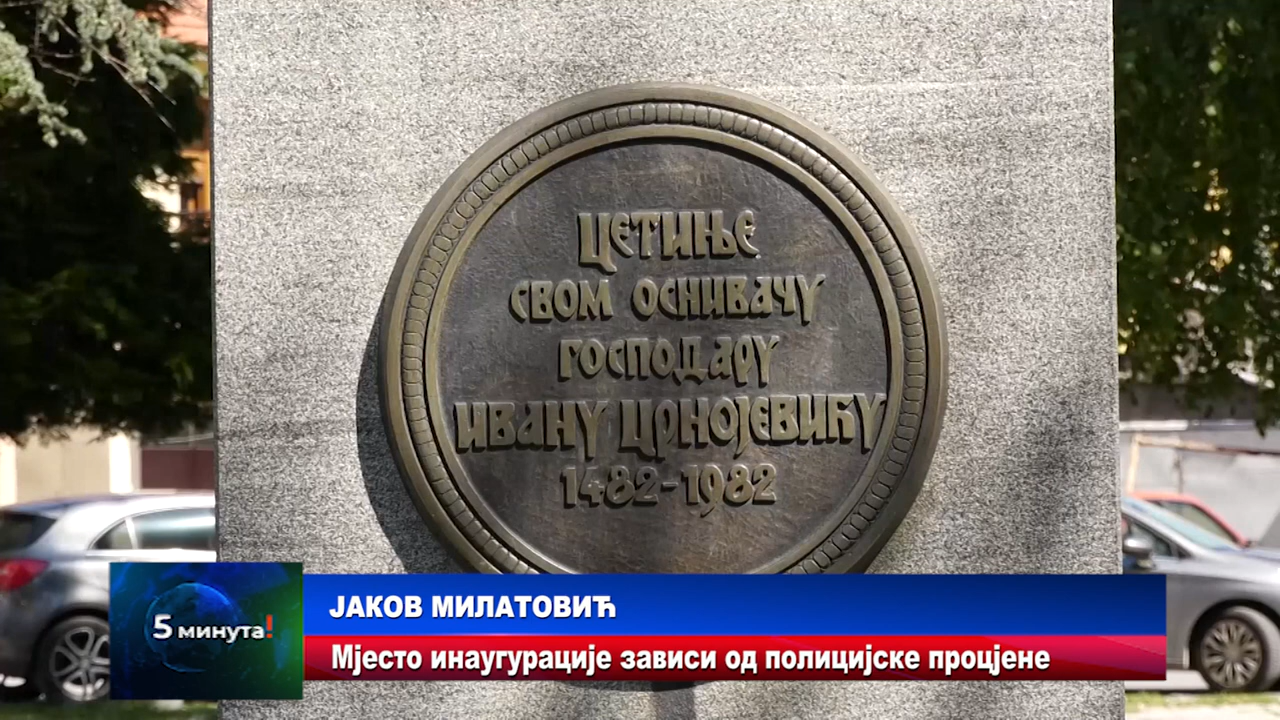 ЦЕТИЊЕ
СВОМ ОСНИВАЧУ
ГОСПОДАРУ
ИВАНУ ЦРНОЈЕВИЋУ
1482-1982
5 минута!
ЈАКОВ МИЛАТОВИЋ
Мјесто инаугурације зависи од полицијске процјене